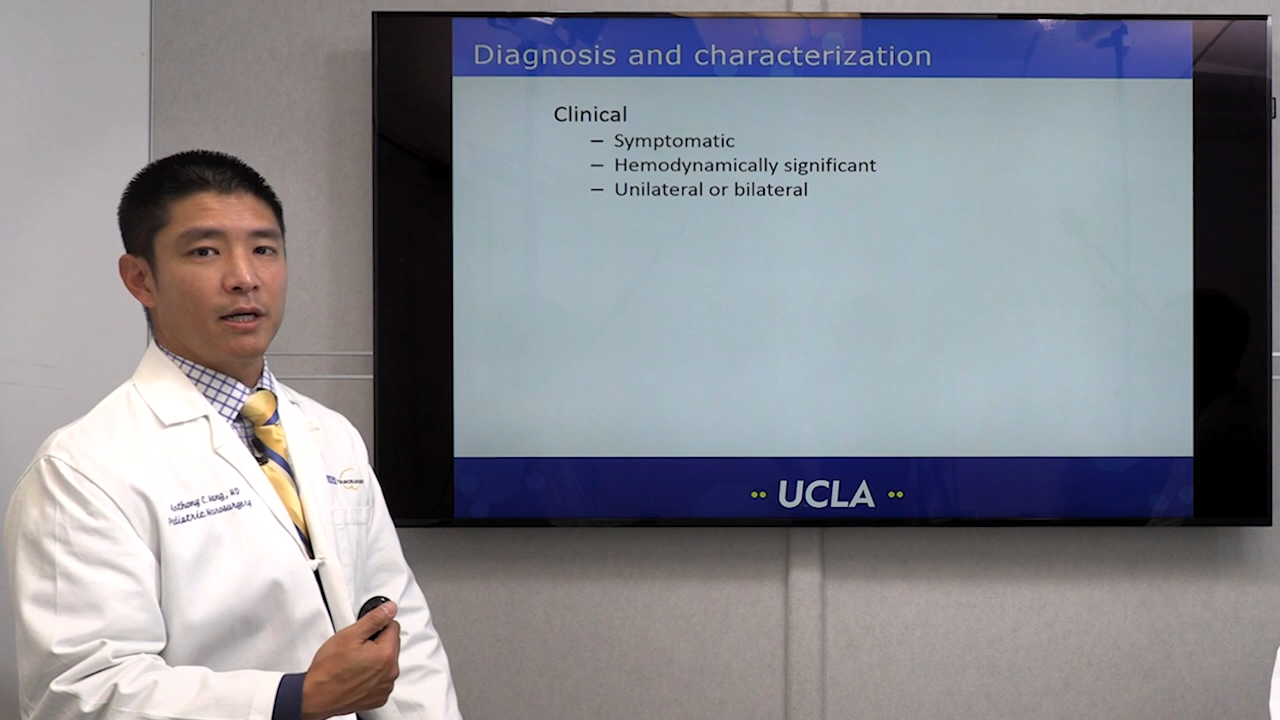 Diagnosis and characterization
Clinical
– Symptomatic
– Hemodynamically significant
– Unilateral or bilateral
UCLA
Anthony C. Wang, MD
Pediatric Neurosurgery